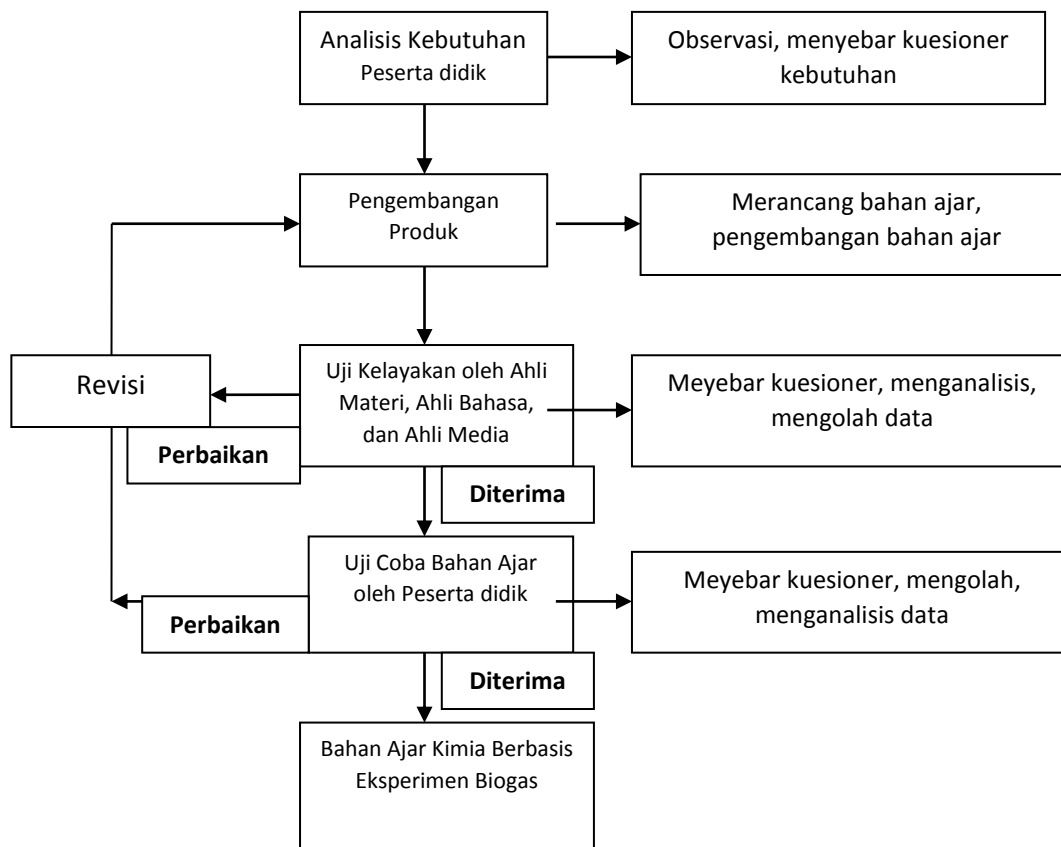 Analisis Kebutuhan
Peserta didik
Observasi, menyebar kuesioner
kebutuhan
Pengembangan
Produk
Merancang bahan ajar,
pengembangan bahan ajar
Revisi
Uji Kelayakan oleh Ahli
Materi, Ahli Bahasa,
dan Ahli Media
Meyebar kuesioner, menganalisis,
mengolah data
Perbaikan
Diterima
Uji Coba Bahan Ajar
oleh Peserta didik
Meyebar kuesioner, mengolah,
menganalisis data
Perbaikan
Diterima
Bahan Ajar Kimia Berbasis
Eksperimen Biogas